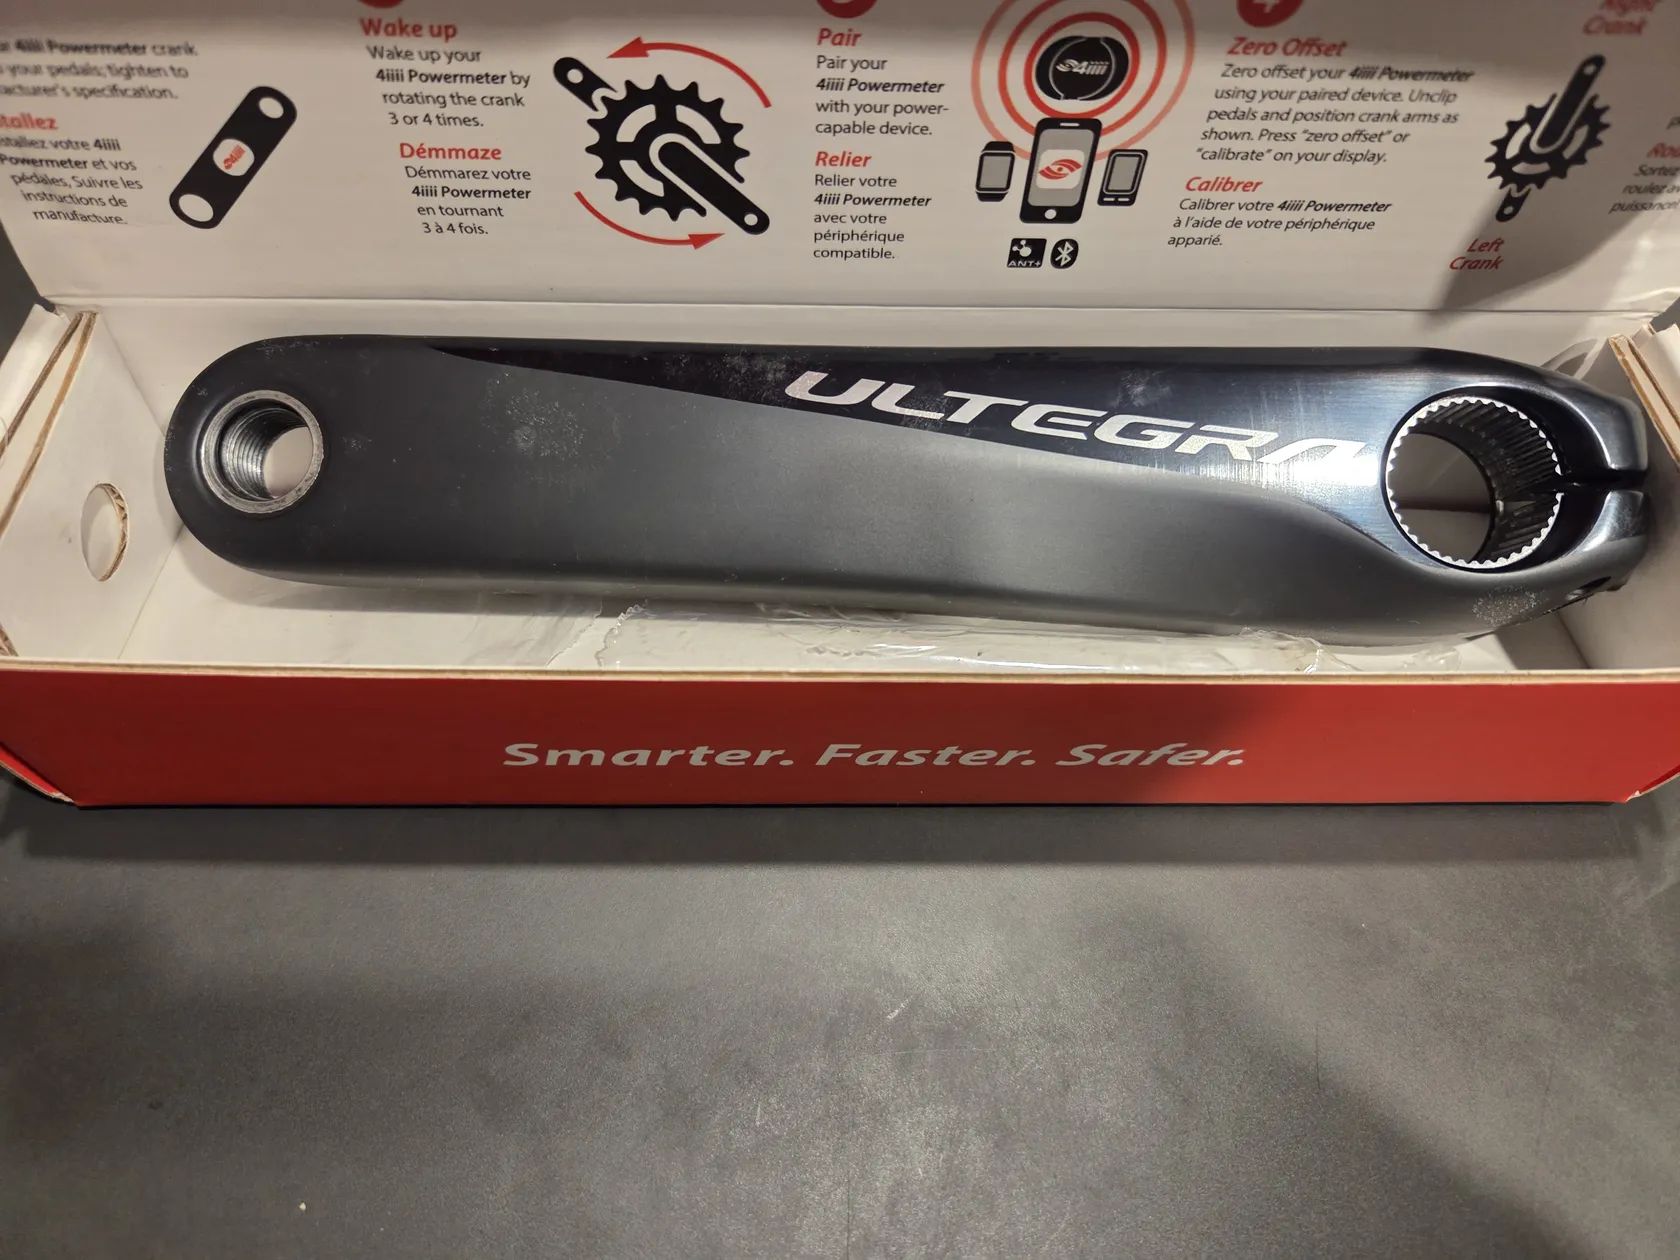 4iiii Powermeter crank
your pedals; tighten to
specification.
Installez votre 4iiii
Powermeter et vos
pédales, Suivre les
instructions de
manufacture.
4iiii
Wake up
Wake up your
4iiii Powermeter by
rotating the crank
3 or 4 times.
Démmaze
Démmarez votre
4iiii Powermeter
en tournant
3 à 4 fois.
Pair
Pair your
4iiii Powermeter
with your power-
capable device.
Relier
Relier votre
4iiii Powermeter
avec votre
périphérique
compatible.
4iiii
ANT+
4
Zero Offset
Zero offset your 4iiii Powermeter
using your paired device. Unclip
pedals and position crank arms as
shown. Press "zero offset" or
"calibrate" on your display.
Calibrer
Calibrer votre 4iiii Powermeter
à l'aide de votre périphérique
apparié.
Right
Crank
Left
Crank
ULTEGRA
Smarter. Faster. Safer.